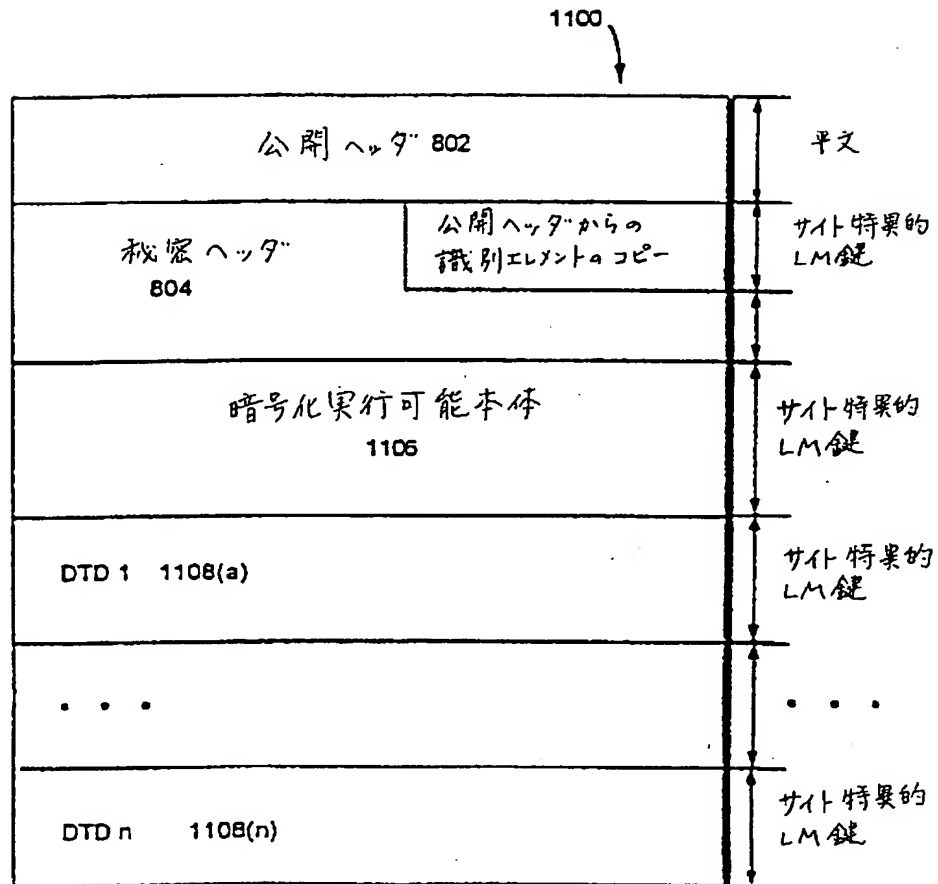 1100
公開ヘッダ 802
平文
秘密ヘッダ
804
公開ヘッダからの
識別エレメントのコピー
サイト特異的
LM鍵
暗号化実行可能本体
1106
サイト特異的
LM鍵
DTD 1 1108(a)
サイト特異的
LM鍵
• • •
• • •
DTD n 1108(n)
サイト特異的
LM鍵